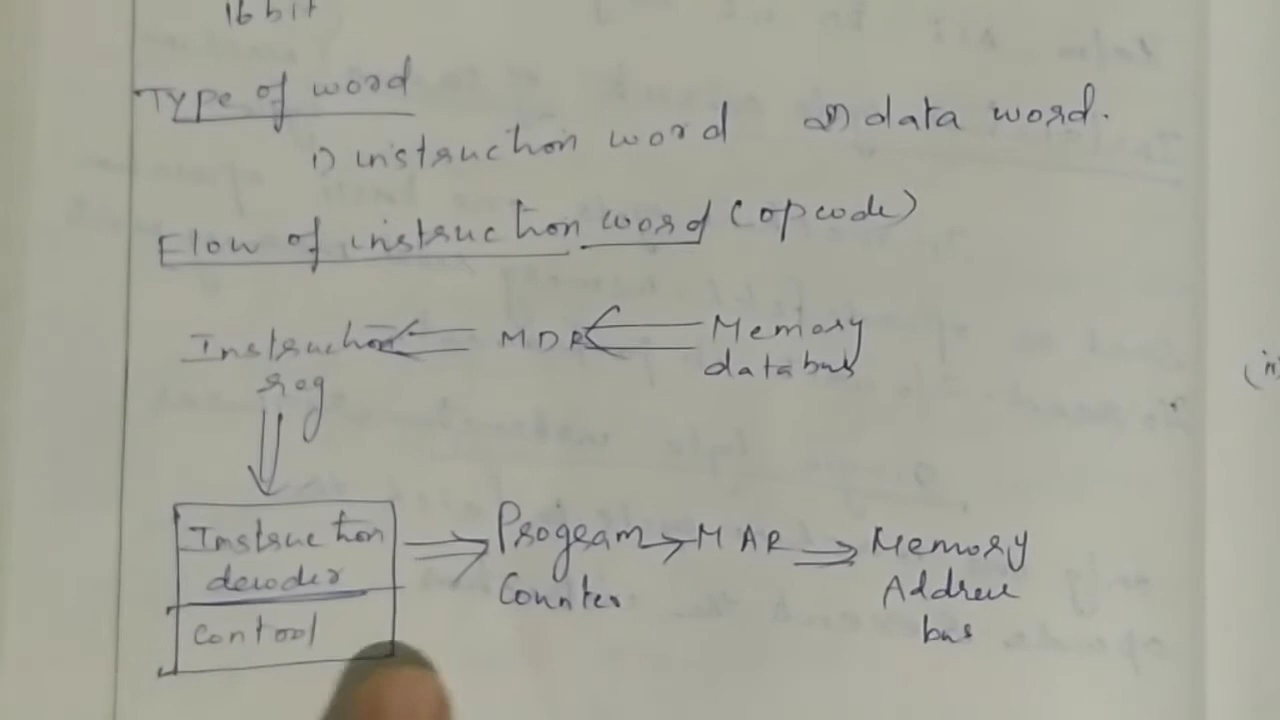 16 bit
Type of word
1) instruction word 2) data word.
Flow of instruction word (opcode)
Instruction MDR Memory
reg data bus
Instruction Program MAR Memory
decoder Counter Address
Control bus